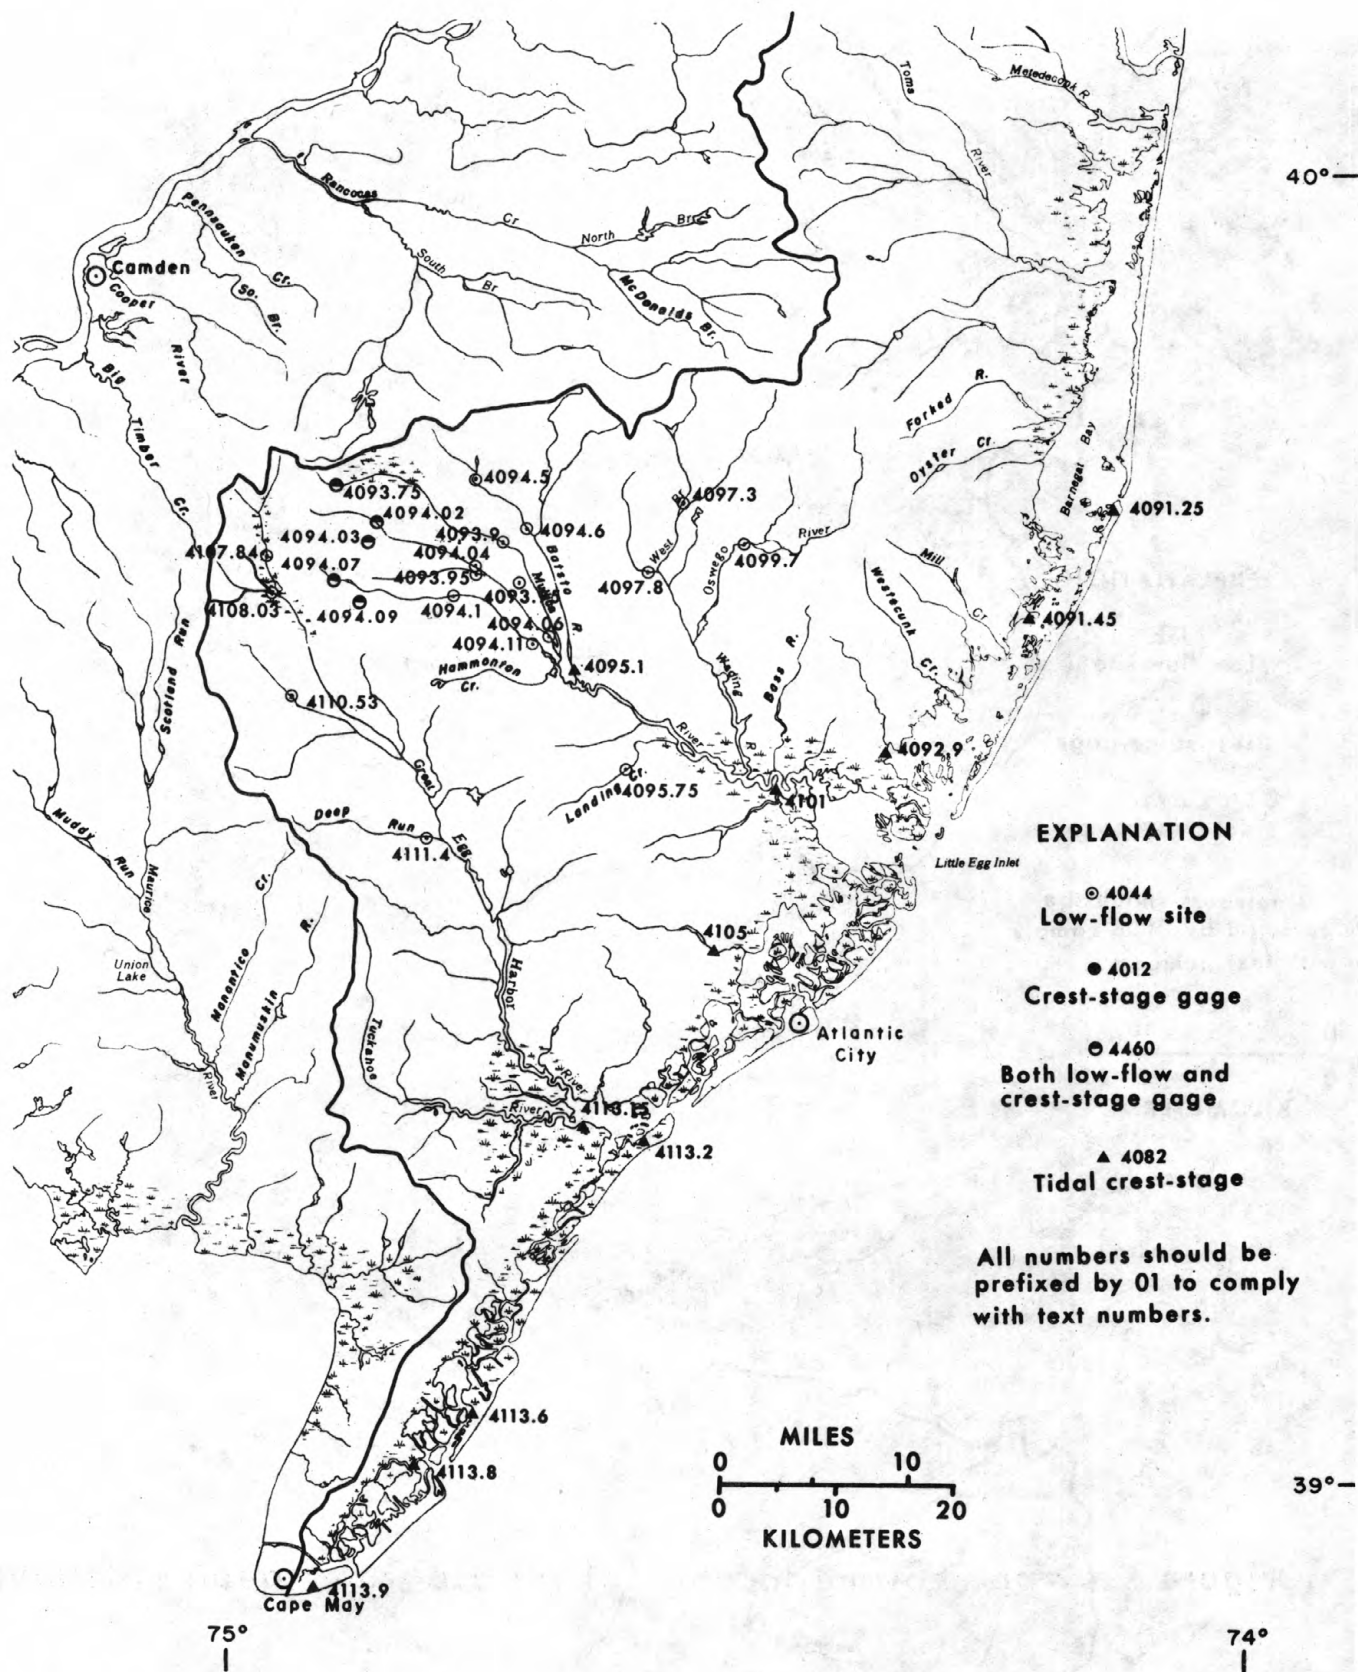 Toms
River
Metedeconk R.
40°
Rancocas
Cr
North
Br.
Pennsauken
Cr.
So.
Br.
South
Br
McDonalds Br.
Camden
Cooper
River
Big
Timber
Cr.
Forked
R.
Oyster
Cr.
Barnegat
Bay
4093.75
4094.5
4097.3
4091.25
4094.02
4094.03
4093.9
4094.6
4107.84
4094.07
4094.04
4093.95
West
Br
Oswego
River
4099.7
4097.8
Batsto
R.
4108.03
4094.09
4094.1
4094.06
4094.11
Hammonton
Cr.
4095.1
Mill
Cr.
Westecunk
Cr.
4091.45
Scotland
Run
Wading
R
Bass
R.
River
4110.53
4092.9
Great
Egg
Harbor
River
Landing
Cr.
4095.75
4101
Muddy
Run
Maurice
River
Deep
Run
4111.4
Little Egg Inlet
EXPLANATION
4044
Low-flow site
4012
Crest-stage gage
4460
Both low-flow and
crest-stage gage
4082
Tidal crest-stage
All numbers should be
prefixed by 01 to comply
with text numbers.
Union
Lake
Manantico
Cr.
Manumuskin
R.
4105
Atlantic
City
Tuckahoe
River
4113.15
4113.2
4113.6
4113.8
4113.9
Cape May
MILES
0 10
0 10 20
KILOMETERS
39°
75°
74°